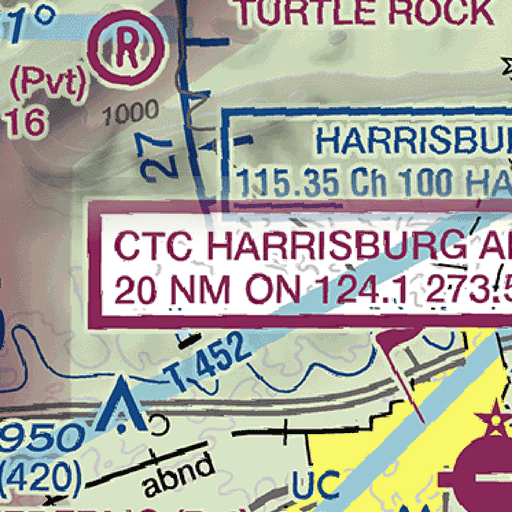 1°
TURTLE ROCK
R
(Pvt)
16
1000
27
HARRISBU
115.35 Ch 100 HA
CTC HARRISBURG A
20 NM ON 124.1 273.5
T 452
950
(420)
abnd
UC